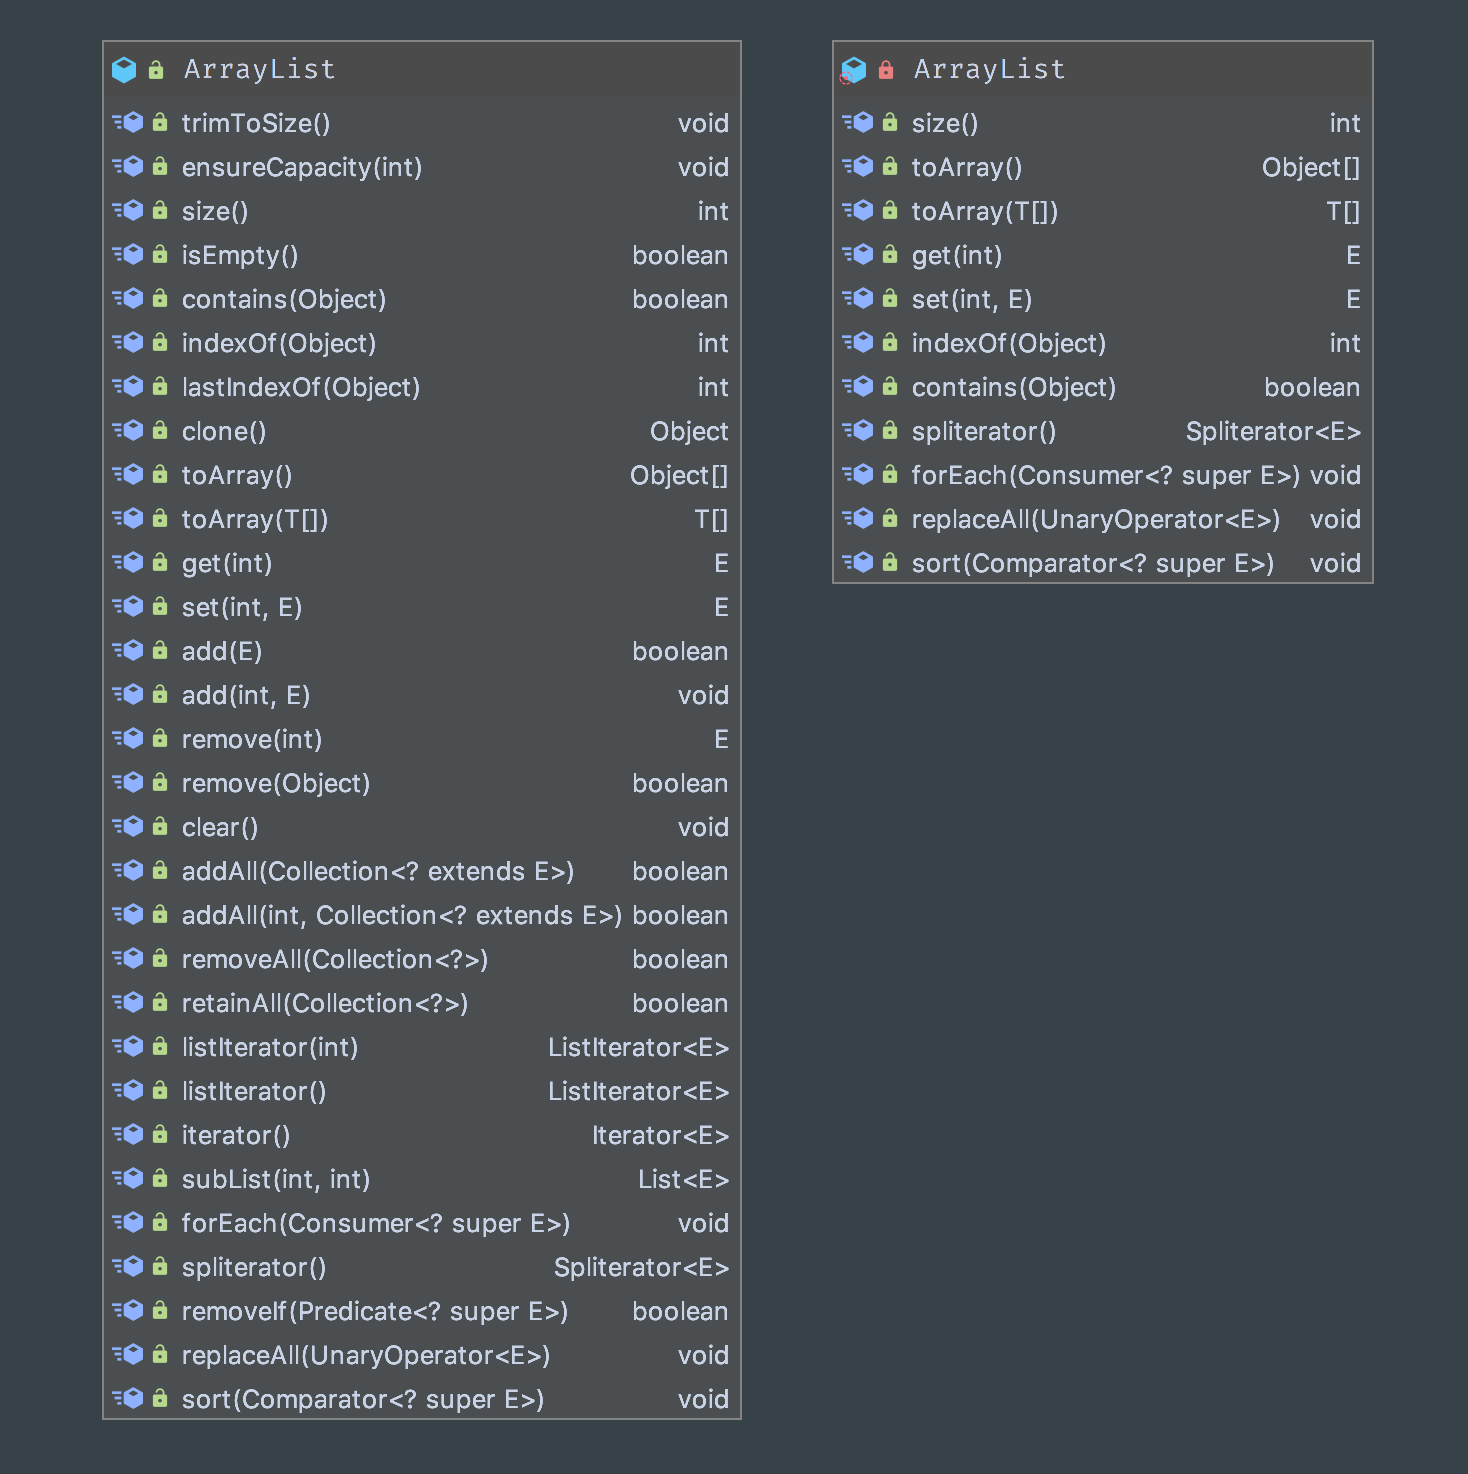 ArrayList
trimToSize() void
ensureCapacity(int) void
size() int
isEmpty() boolean
contains(Object) boolean
indexOf(Object) int
lastIndexOf(Object) int
clone() Object
toArray() Object[]
toArray(T[]) T[]
get(int) E
set(int, E) E
add(E) boolean
add(int, E) void
remove(int) E
remove(Object) boolean
clear() void
addAll(Collection<? extends E>) boolean
addAll(int, Collection<? extends E>) boolean
removeAll(Collection<?>) boolean
retainAll(Collection<?>) boolean
listIterator(int) ListIterator<E>
listIterator() ListIterator<E>
iterator() Iterator<E>
subList(int, int) List<E>
forEach(Consumer<? super E>) void
spliterator() Spliterator<E>
removeIf(Predicate<? super E>) boolean
replaceAll(UnaryOperator<E>) void
sort(Comparator<? super E>) void
ArrayList
size() int
toArray() Object[]
toArray(T[]) T[]
get(int) E
set(int, E) E
indexOf(Object) int
contains(Object) boolean
spliterator() Spliterator<E>
forEach(Consumer<? super E>) void
replaceAll(UnaryOperator<E>) void
sort(Comparator<? super E>) void